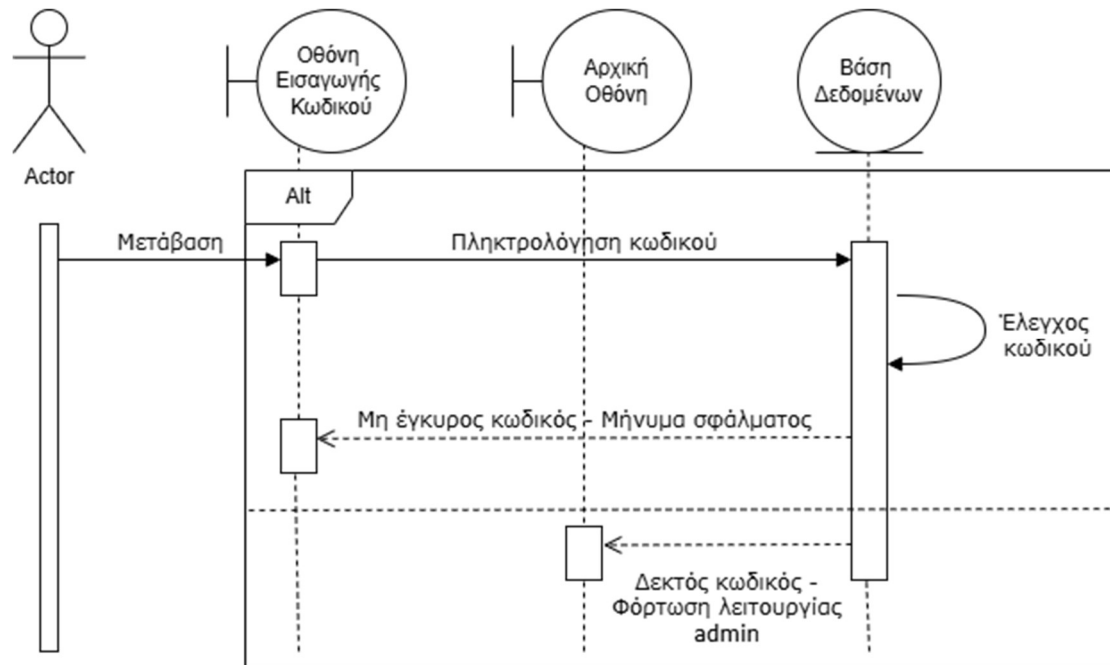 Οθόνη
Εισαγωγής
Κωδικού
Αρχική
Οθόνη
Βάση
Δεδομένων
Actor
Alt
Μετάβαση
Πληκτρολόγηση κωδικού
Έλεγχος
κωδικού
Μη έγκυρος κωδικός - Μήνυμα σφάλματος
Δεκτός κωδικός -
Φόρτωση λειτουργίας
admin